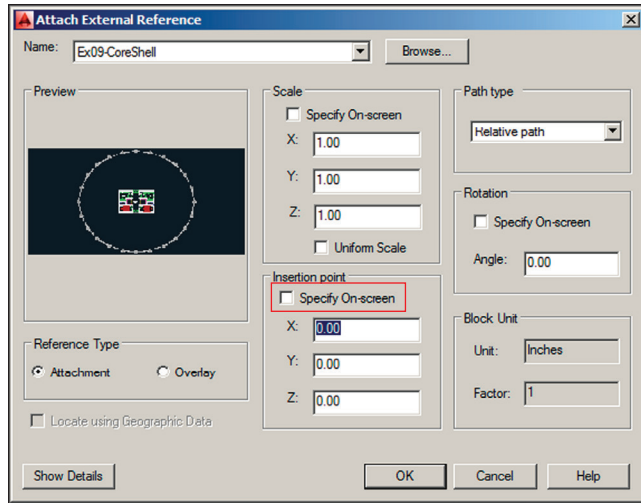 Attach External Reference
Name: Ex09-CoreShell Browse...
Preview
Scale
Specify On-screen
X: 1.00
Y: 1.00
Z: 1.00
Uniform Scale
Path type
Relative path
Rotation
Specify On-screen
Angle: 0.00
Insertion point
Specify On-screen
X: 0.00
Y: 0.00
Z: 0.00
Block Unit
Unit: Inches
Factor: 1
Reference Type
Attachment Overlay
Locate using Geographic Data
Show Details OK Cancel Help